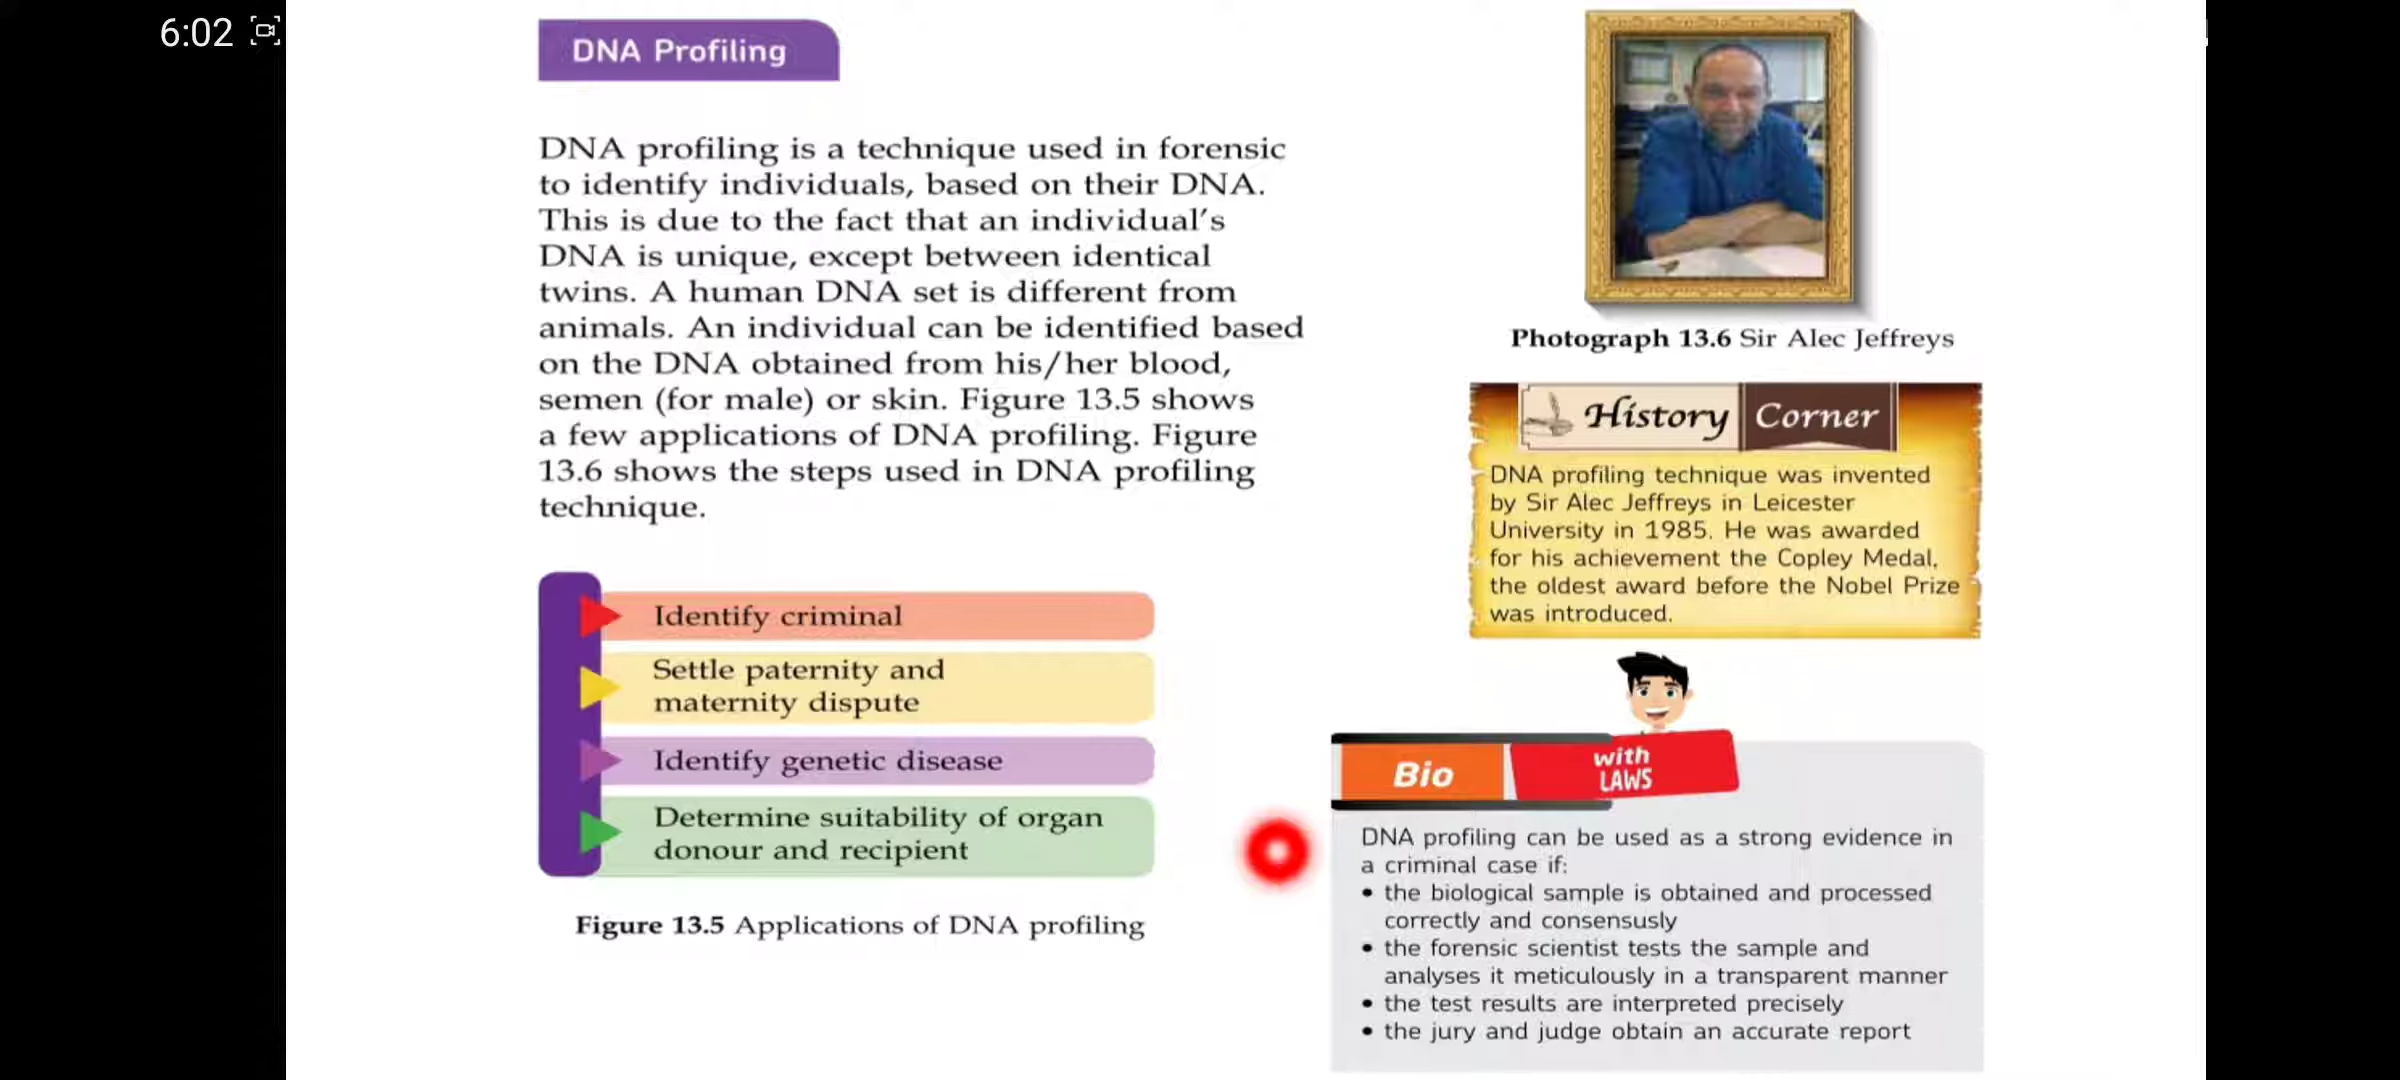 6:02
DNA Profiling
DNA profiling is a technique used in forensic
to identify individuals, based on their DNA.
This is due to the fact that an individual's
DNA is unique, except between identical
twins. A human DNA set is different from
animals. An individual can be identified based
on the DNA obtained from his/her blood,
semen (for male) or skin. Figure 13.5 shows
a few applications of DNA profiling. Figure
13.6 shows the steps used in DNA profiling
technique.
Identify criminal
Settle paternity and
maternity dispute
Identify genetic disease
Determine suitability of organ
donour and recipient
Figure 13.5 Applications of DNA profiling
Photograph 13.6 Sir Alec Jeffreys
History Corner
DNA profiling technique was invented
by Sir Alec Jeffreys in Leicester
University in 1985. He was awarded
for his achievement the Copley Medal,
the oldest award before the Nobel Prize
was introduced.
Bio
with
LAWS
DNA profiling can be used as a strong evidence in
a criminal case if:
• the biological sample is obtained and processed
correctly and consensusly
• the forensic scientist tests the sample and
analyses it meticulously in a transparent manner
• the test results are interpreted precisely
• the jury and judge obtain an accurate report